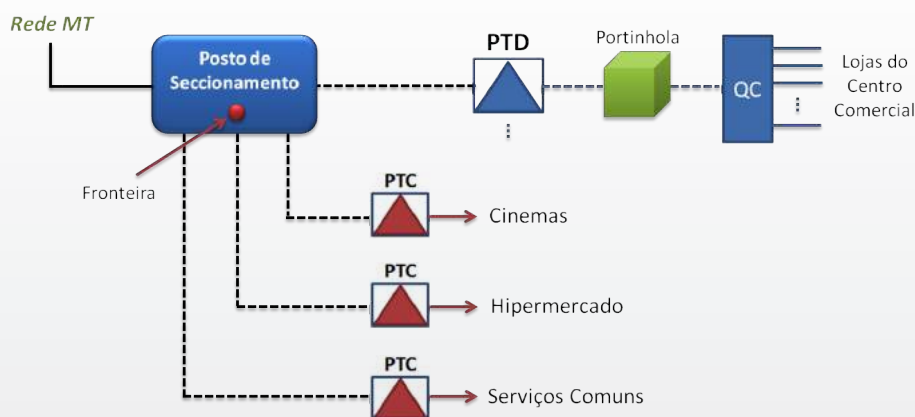 Rede MT
Posto de
Seccionamento
Fronteira
PTD
Portinhola
QC
Lojas do
Centro
Comercial
PTC
Cinemas
PTC
Hipermercado
PTC
Serviços Comuns